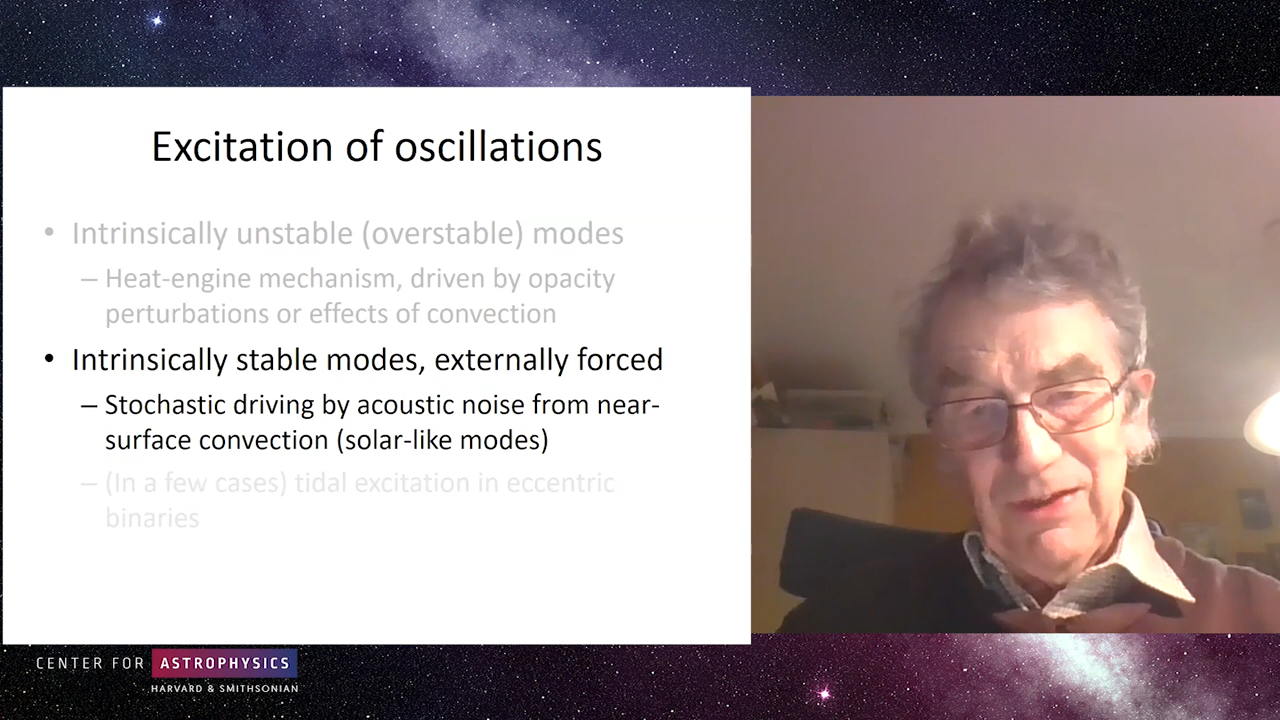 Excitation of oscillations
• Intrinsically unstable (overstable) modes
– Heat-engine mechanism, driven by opacity
perturbations or effects of convection
• Intrinsically stable modes, externally forced
– Stochastic driving by acoustic noise from near-
surface convection (solar-like modes)
– (In a few cases) tidal excitation in eccentric
binaries
CENTER FOR ASTROPHYSICS
HARVARD & SMITHSONIAN